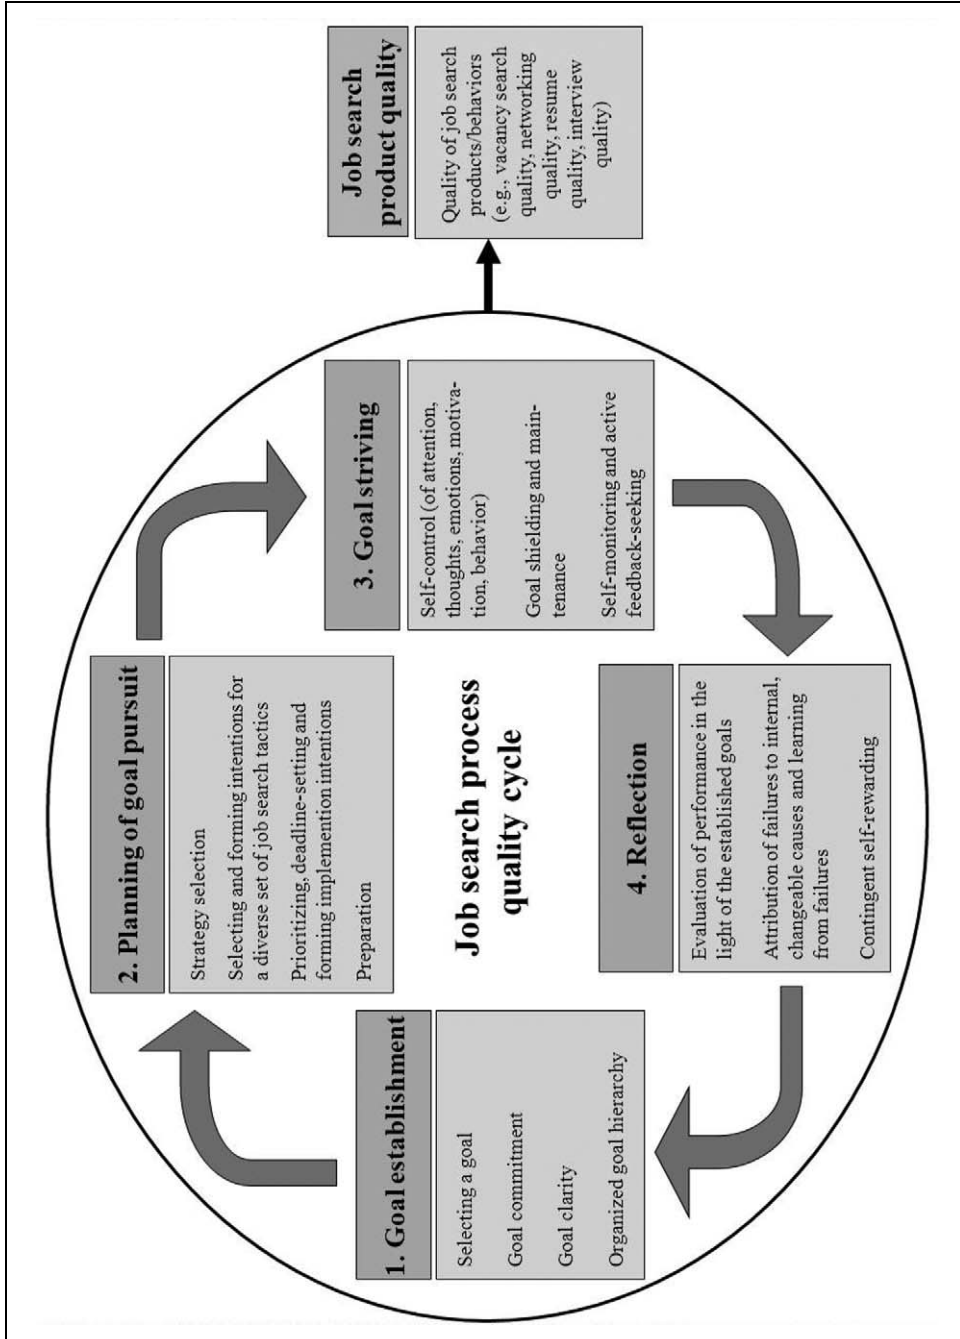 1. Goal establishment
Selecting a goal
Goal commitment
Goal clarity
Organized goal hierarchy
2. Planning of goal pursuit
Strategy selection
Selecting and forming intentions for
a diverse set of job search tactics
Prioritizing, deadline-setting and
forming implemention intentions
Preparation
Job search process
quality cycle
3. Goal striving
Self-control (of attention,
thoughts, emotions, motiva-
tion, behavior)
Goal shielding and main-
tenance
Self-monitoring and active
feedback-seeking
4. Reflection
Evaluation of performance in the
light of the established goals
Attribution of failures to internal,
changeable causes and learning
from failures
Contingent self-rewarding
Job search
product quality
Quality of job search
products/behaviors
(e.g., vacancy search
quality, networking
quality, resume
quality, interview
quality)